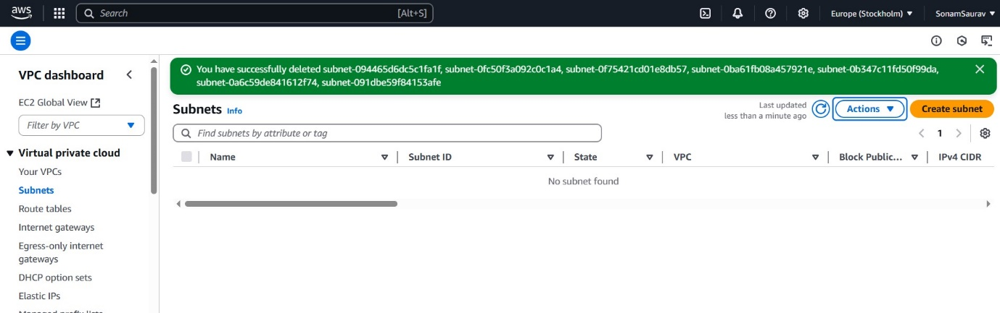 aws
Search
[Alt+S]
Europe (Stockholm)
SonamSaurav
VPC dashboard
EC2 Global View
Filter by VPC
Virtual private cloud
Your VPCs
Subnets
Route tables
Internet gateways
Egress-only internet
gateways
DHCP option sets
Elastic IPs
Managed prefix lists
You have successfully deleted subnet-094465d6dc5c1fa1f, subnet-0fc50f3a092c0c1a4, subnet-0f75421cd01e8db57, subnet-0ba61fb08a457921e, subnet-0b347c11fd50f99da,
subnet-0a6c59de841612f74, subnet-091dbe59f84153afe
Subnets Info
Last updated
less than a minute ago
Actions
Create subnet
Find subnets by attribute or tag
1
Name Subnet ID State VPC Block Public... IPv4 CIDR
No subnet found